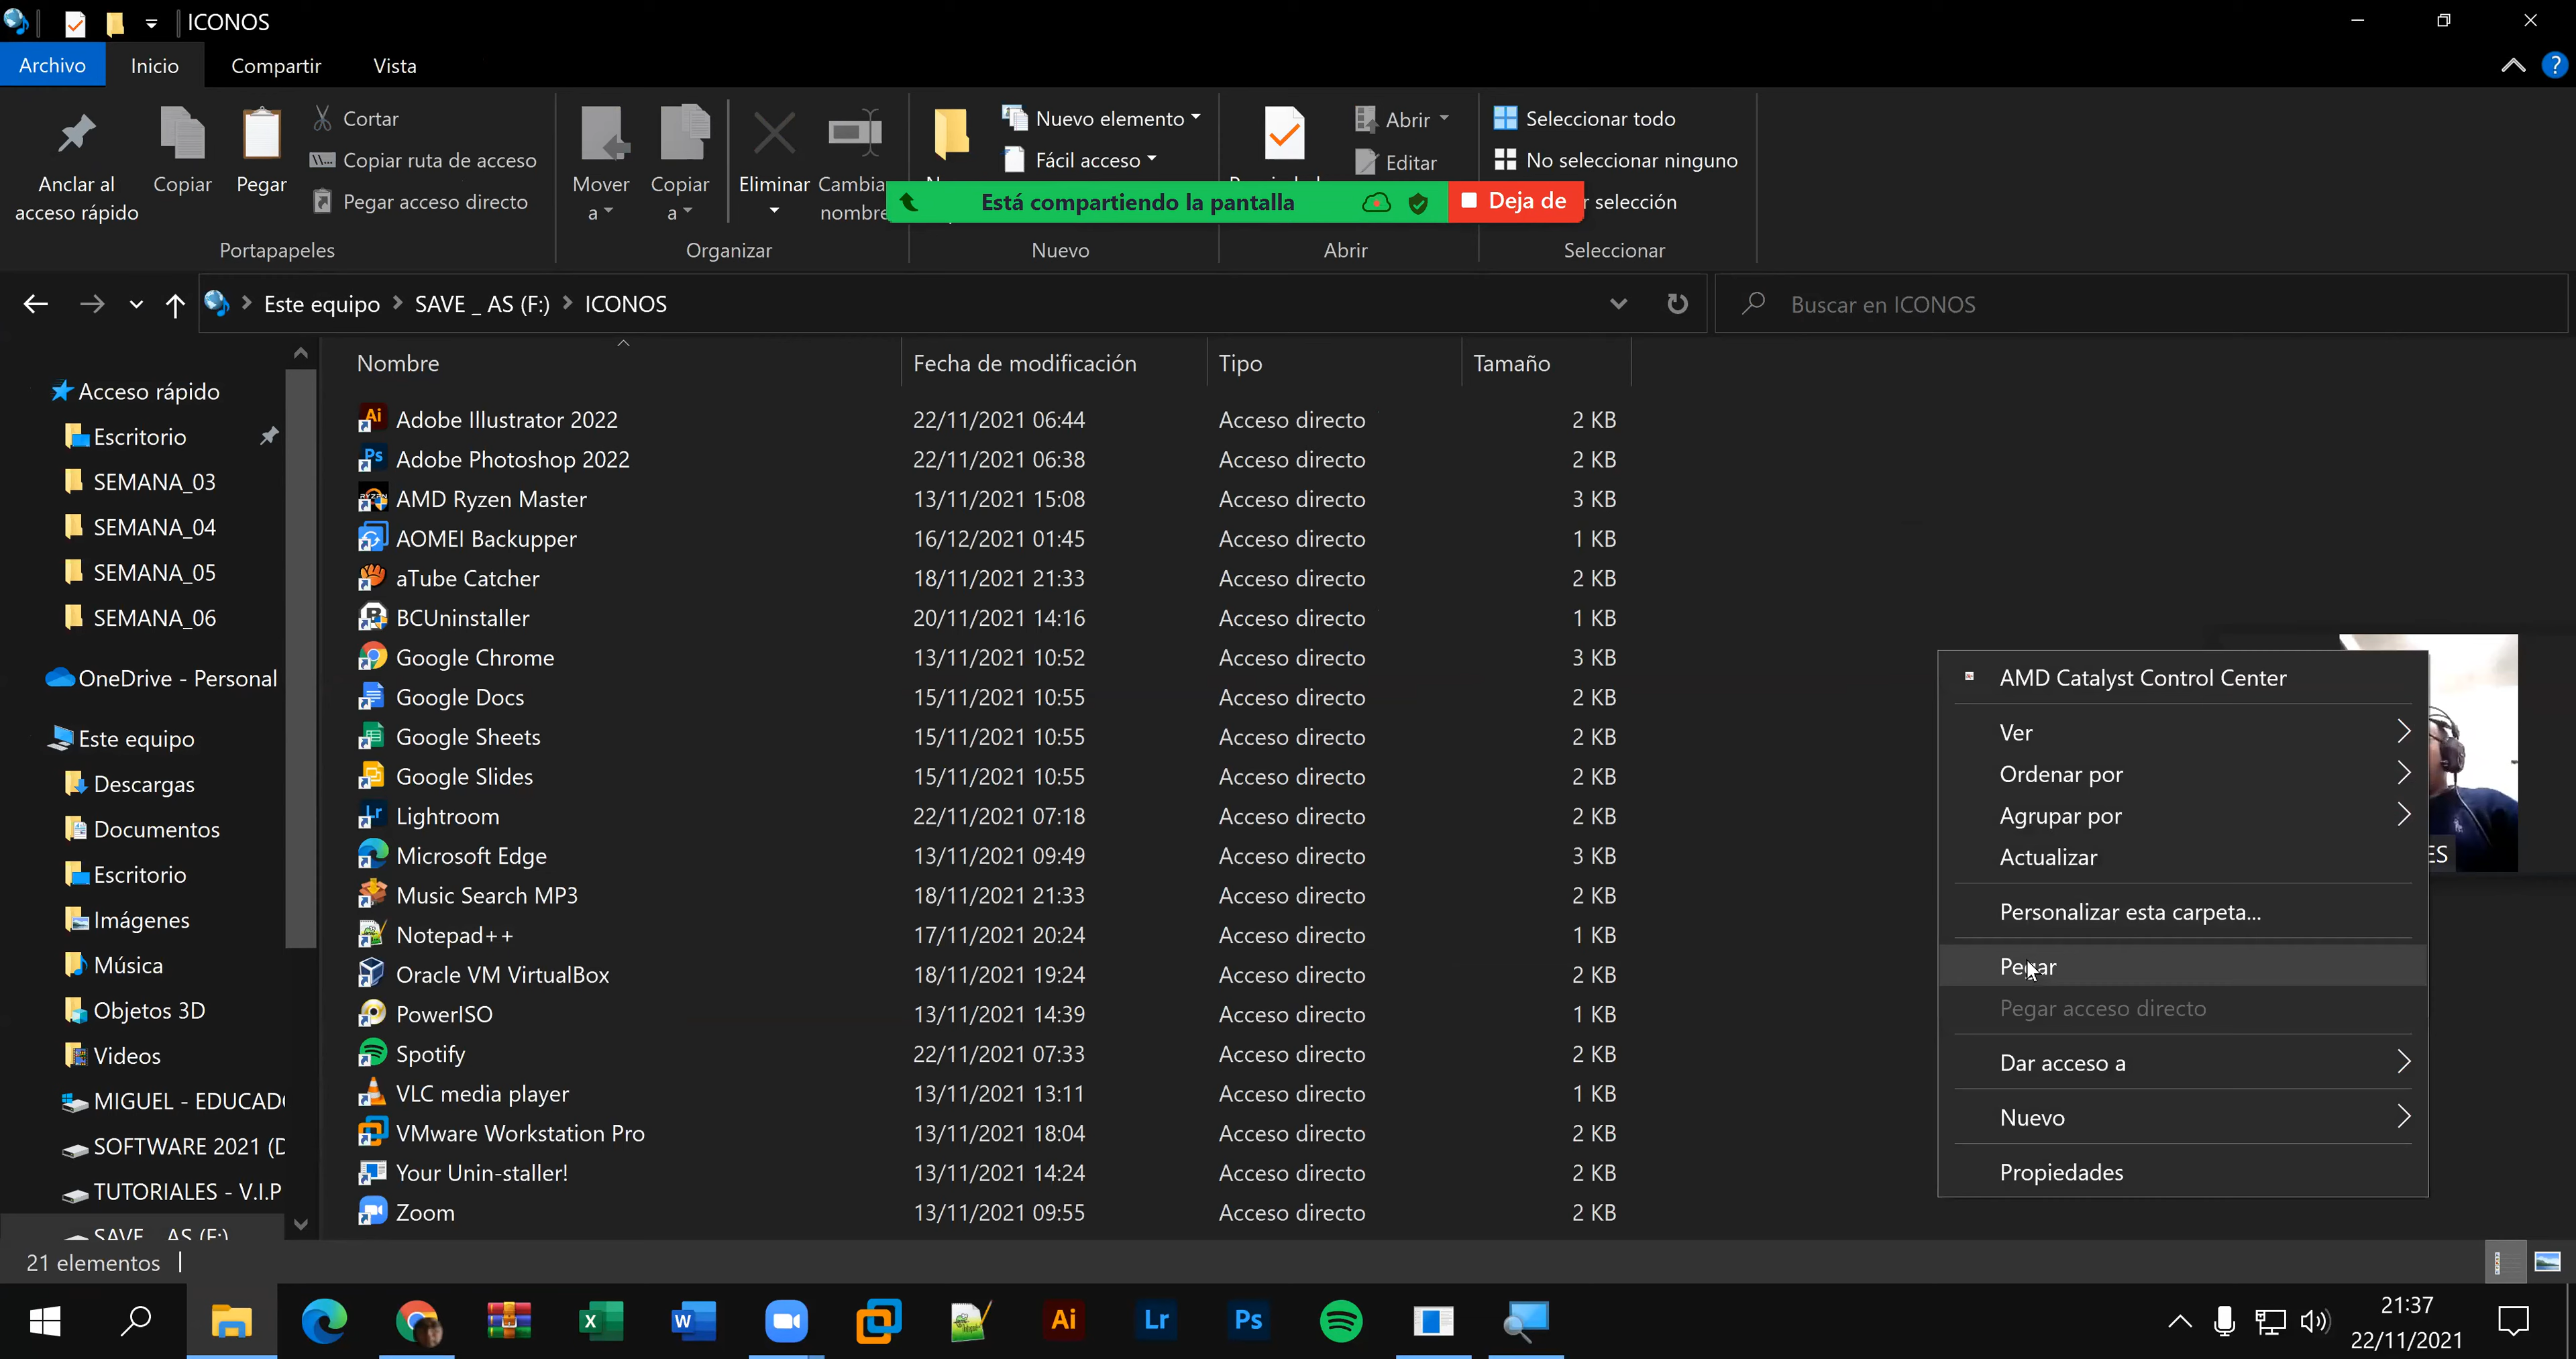 ICONOS
Archivo Inicio Compartir Vista
Anclar al acceso rápido
Copiar
Pegar
Cortar
Copiar ruta de acceso
Pegar acceso directo
Portapapeles
Mover a
Copiar a
Eliminar
Cambia nombre
Organizar
Nuevo elemento
Fácil acceso
Nuevo
Abrir
Editar
Abrir
Seleccionar todo
No seleccionar ninguno
r selección
Seleccionar
Está compartiendo la pantalla
Deja de
Este equipo SAVE _ AS (F:) ICONOS
Buscar en ICONOS
Acceso rápido
Escritorio
SEMANA_03
SEMANA_04
SEMANA_05
SEMANA_06
OneDrive - Personal
Este equipo
Descargas
Documentos
Escritorio
Imágenes
Música
Objetos 3D
Videos
MIGUEL - EDUCAD
SOFTWARE 2021 (D
TUTORIALES - V.I.P
SAVE _ AS (F:)
Nombre Fecha de modificación Tipo Tamaño
Adobe Illustrator 2022 22/11/2021 06:44 Acceso directo 2 KB
Adobe Photoshop 2022 22/11/2021 06:38 Acceso directo 2 KB
AMD Ryzen Master 13/11/2021 15:08 Acceso directo 3 KB
AOMEI Backupper 16/12/2021 01:45 Acceso directo 1 KB
aTube Catcher 18/11/2021 21:33 Acceso directo 2 KB
BCUninstaller 20/11/2021 14:16 Acceso directo 1 KB
Google Chrome 13/11/2021 10:52 Acceso directo 3 KB
Google Docs 15/11/2021 10:55 Acceso directo 2 KB
Google Sheets 15/11/2021 10:55 Acceso directo 2 KB
Google Slides 15/11/2021 10:55 Acceso directo 2 KB
Lightroom 22/11/2021 07:18 Acceso directo 2 KB
Microsoft Edge 13/11/2021 09:49 Acceso directo 3 KB
Music Search MP3 18/11/2021 21:33 Acceso directo 2 KB
Notepad++ 17/11/2021 20:24 Acceso directo 1 KB
Oracle VM VirtualBox 18/11/2021 19:24 Acceso directo 2 KB
PowerISO 13/11/2021 14:39 Acceso directo 1 KB
Spotify 22/11/2021 07:33 Acceso directo 2 KB
VLC media player 13/11/2021 13:11 Acceso directo 1 KB
VMware Workstation Pro 13/11/2021 18:04 Acceso directo 2 KB
Your Unin-staller! 13/11/2021 14:24 Acceso directo 2 KB
Zoom 13/11/2021 09:55 Acceso directo 2 KB
AMD Catalyst Control Center
Ver
Ordenar por
Agrupar por
Actualizar
Personalizar esta carpeta...
Pegar
Pegar acceso directo
Dar acceso a
Nuevo
Propiedades
ES
21 elementos
Ai Lr Ps
21:37
22/11/2021